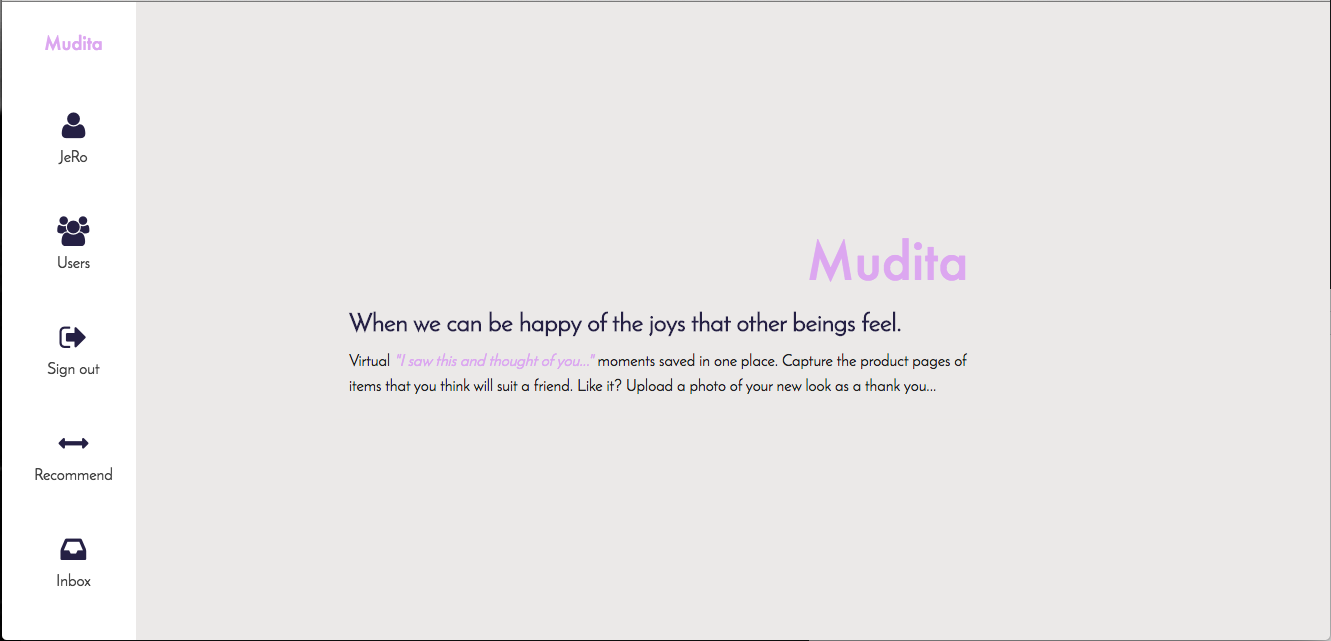 Mudita
JeRo
Users
Sign out
Recommend
Inbox
Mudita
When we can be happy of the joys that other beings feel.
Virtual "I saw this and thought of you..." moments saved in one place. Capture the product pages of
items that you think will suit a friend. Like it? Upload a photo of your new look as a thank you...